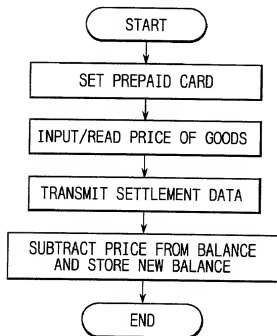 START
SET PREPAID CARD
INPUT/READ PRICE OF GOODS
TRANSMIT SETTLEMENT DATA
SUBTRACT PRICE FROM BALANCE
AND STORE NEW BALANCE
END